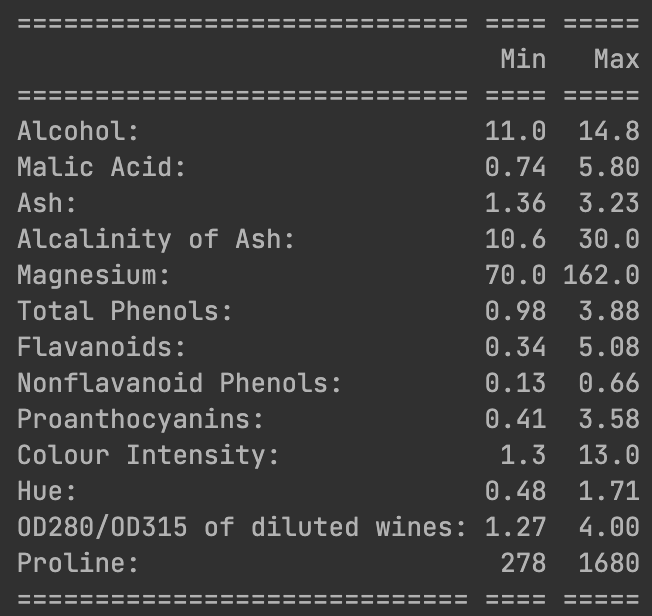 ============================= ==== =====
                               Min   Max
============================= ==== =====
Alcohol:                      11.0  14.8
Malic Acid:                   0.74  5.80
Ash:                          1.36  3.23
Alcalinity of Ash:            10.6  30.0
Magnesium:                    70.0 162.0
Total Phenols:                0.98  3.88
Flavanoids:                   0.34  5.08
Nonflavanoid Phenols:         0.13  0.66
Proanthocyanins:              0.41  3.58
Colour Intensity:              1.3  13.0
Hue:                          0.48  1.71
OD280/OD315 of diluted wines: 1.27  4.00
Proline:                       278  1680
============================= ==== =====